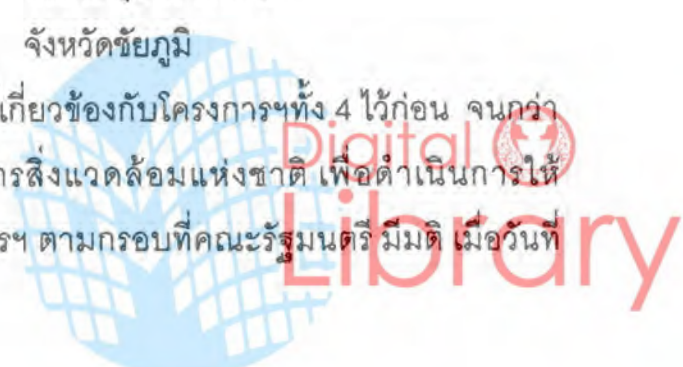 จังหวัดชัยภูมิ
เกี่ยวข้องกับโครงการฯทั้ง 4 ไว้ก่อน จนกว่า
ารสิ่งแวดล้อมแห่งชาติ เพื่อดำเนินการให้
รฯ ตามกรอบที่คณะรัฐมนตรี มีมติ เมื่อวันที่
Digital
Library